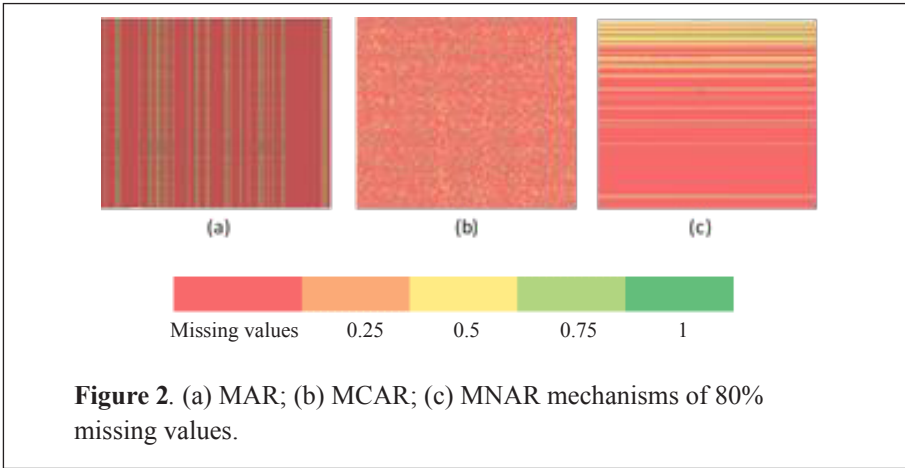 (a) (b) (c)
Missing values 0.25 0.5 0.75 1
Figure 2. (a) MAR; (b) MCAR; (c) MNAR mechanisms of 80%
missing values.